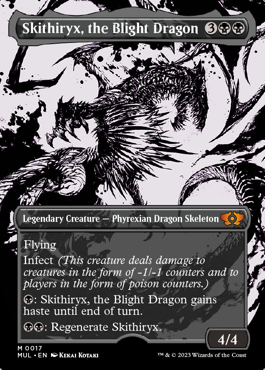 Skithiryx, the Blight Dragon 3
Legendary Creature — Phyrexian Dragon Skeleton
Flying
Infect (This creature deals damage to
creatures in the form of -1/-1 counters and to
players in the form of poison counters.)
: Skithiryx, the Blight Dragon gains
haste until end of turn.
: Regenerate Skithiryx.
4/4
M 0017
MUL • EN KEKAI KOTAKI
™ & © 2023 Wizards of the Coast